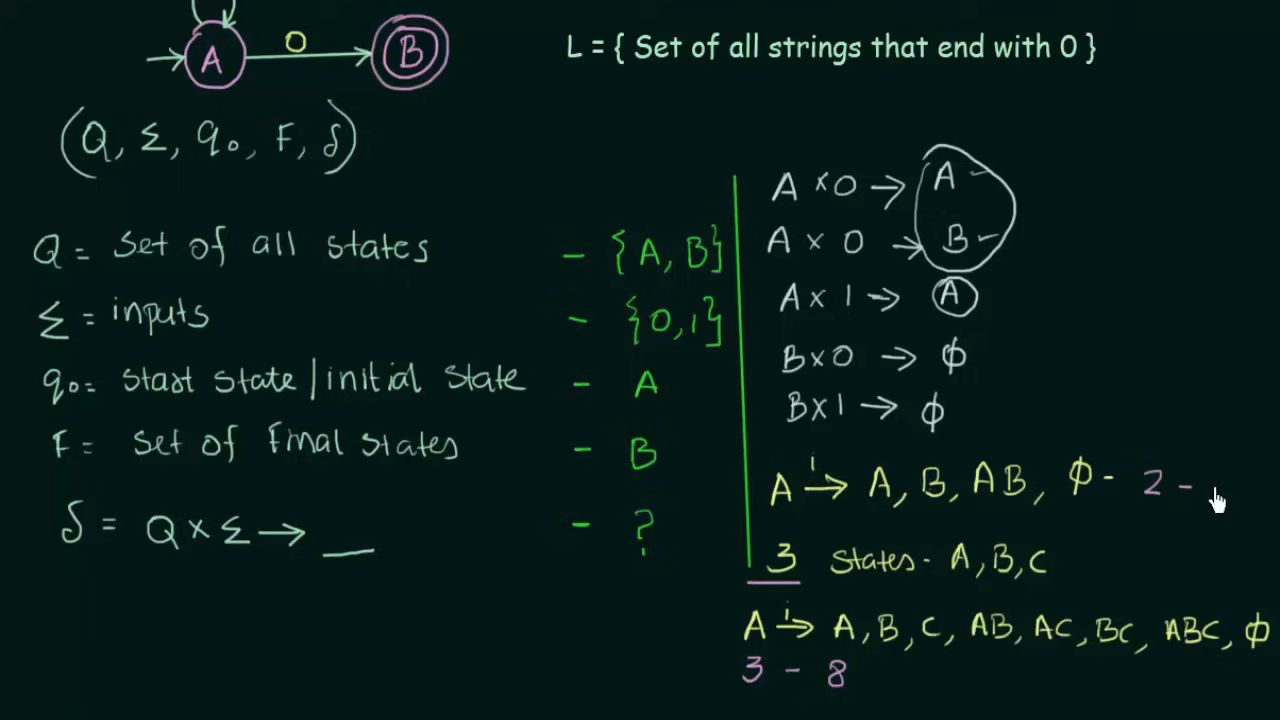 A 0 B
L = { Set of all strings that end with 0 }
(Q, Σ, q₀, F, δ)
Q = Set of all states - {A, B}
Σ = inputs - {0,1}
q₀ = start state / initial state - A
F = Set of Final States - B
δ = Q × Σ → __ - ?
A × 0 → A -
A × 0 → B -
A × 1 → A
B × 0 → ϕ
B × 1 → ϕ
A i→ A, B, AB, ϕ - 2 -
3 States - A, B, C
A i→ A, B, C, AB, AC, BC, ABC, ϕ
3 - 8